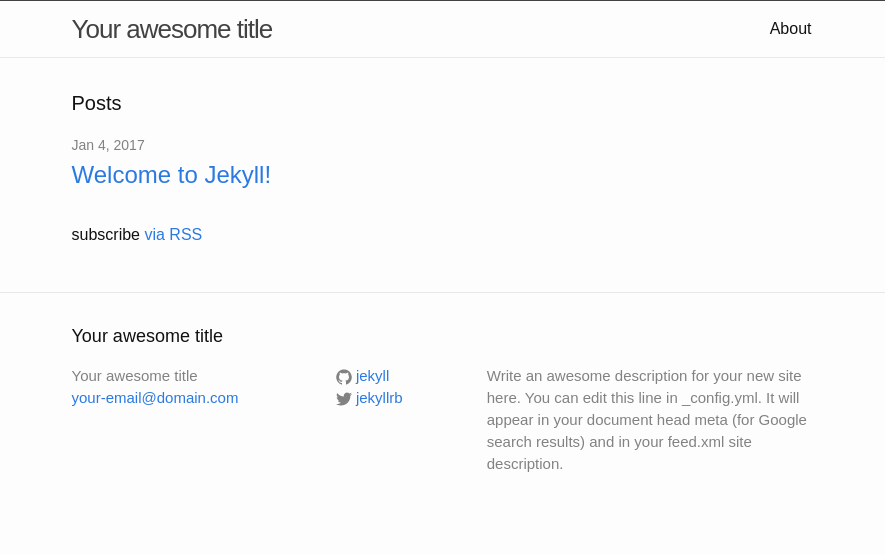 Your awesome title
About
Posts
Jan 4, 2017
Welcome to Jekyll!
subscribe via RSS
Your awesome title
Your awesome title
your-email@domain.com
jekyll
jekyllrb
Write an awesome description for your new site
here. You can edit this line in _config.yml. It will
appear in your document head meta (for Google
search results) and in your feed.xml site
description.